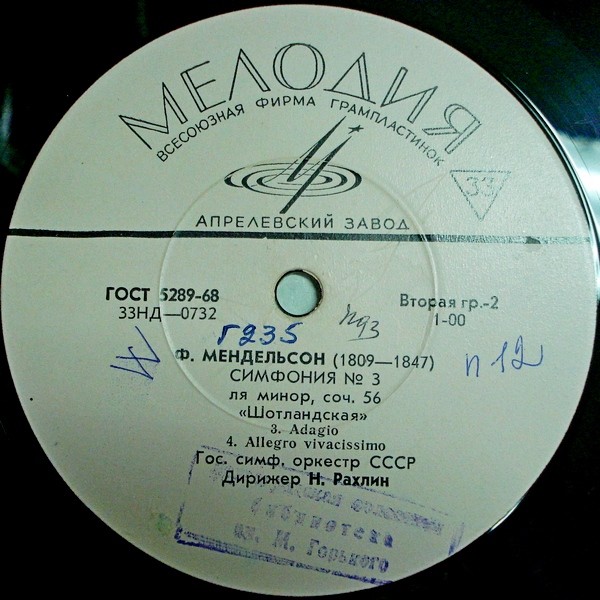 МЕЛОДИЯ
ВСЕСОЮЗНАЯ ФИРМА ГРАМПЛАСТИНОК
33
АПРЕЛЕВСКИЙ ЗАВОД
ГОСТ 5289-68
Вторая гр.-2
33НД—0732
1-00
Г235
п12
Ф. МЕНДЕЛЬСОН (1809—1847)
СИМФОНИЯ № 3
ля минор, соч. 56
«Шотландская»
3. Adagio
4. Allegro vivacissimo
Гос. симф. оркестр СССР
Дирижер Н. Рахлин
библиотека
им. М. Горького